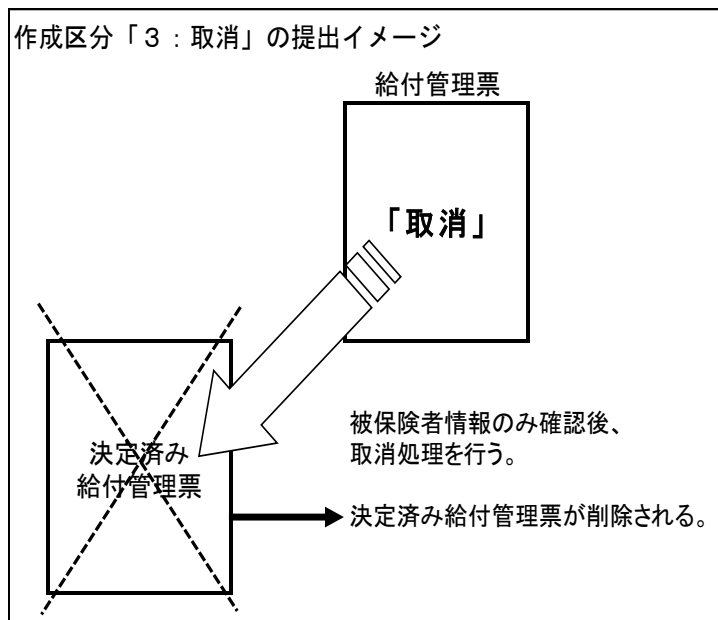 作成区分「３：取消」の提出イメージ
給付管理票
「取消」
決定済み
給付管理票
被保険者情報のみ確認後、
取消処理を行う。
決定済み給付管理票が削除される。